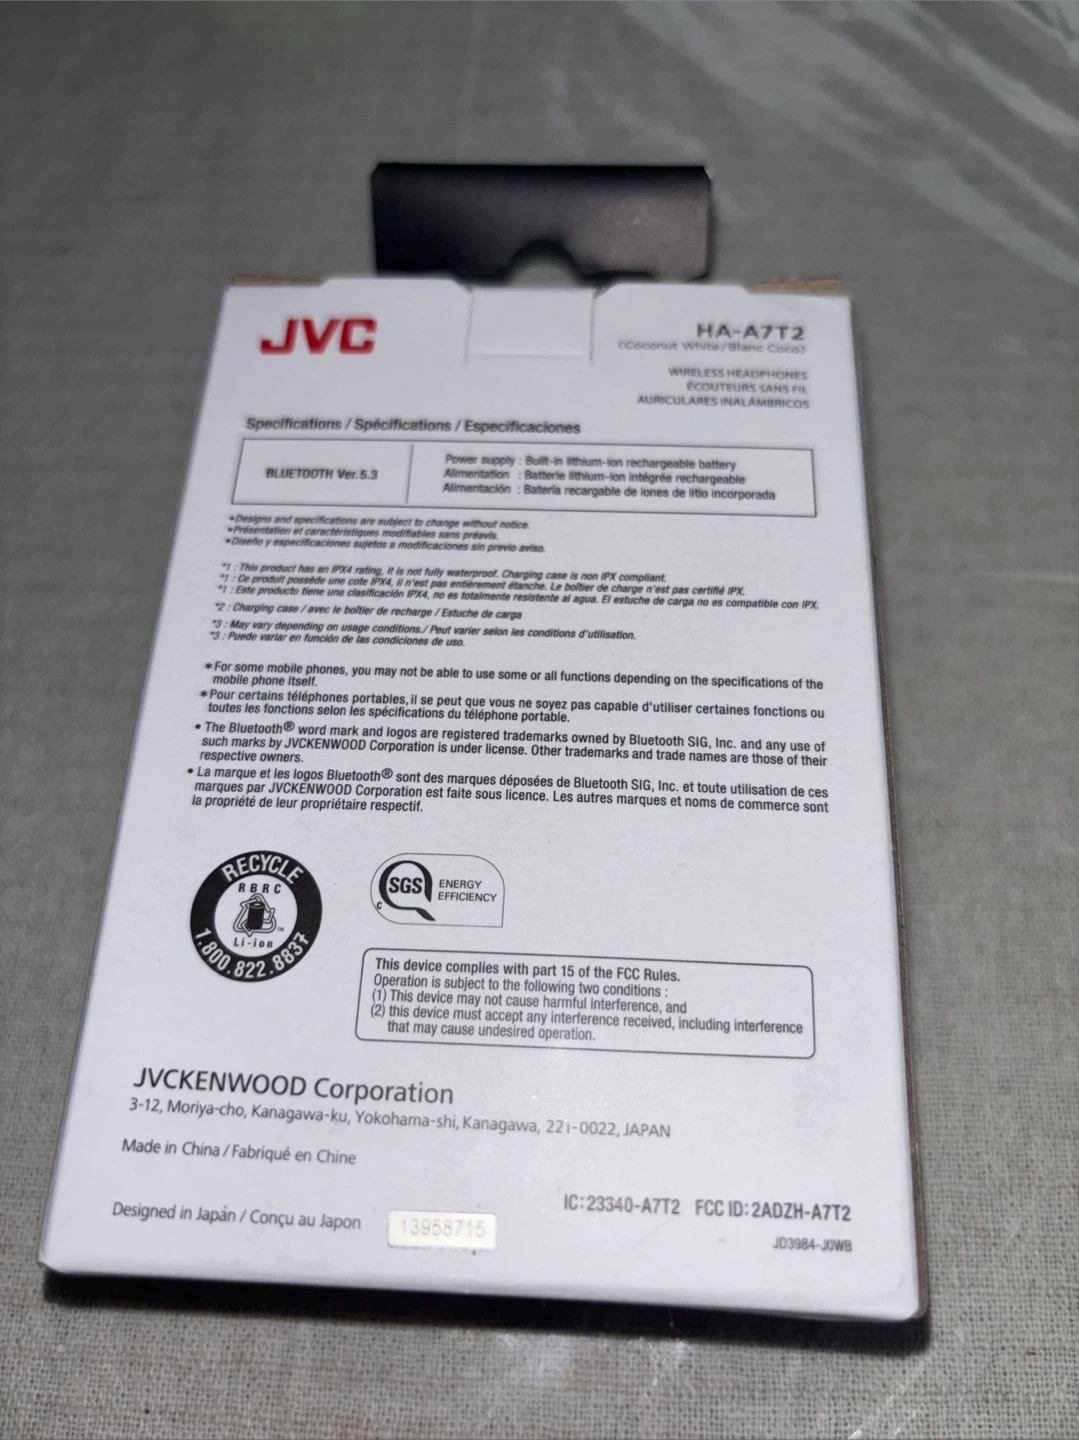 JVC
HA-A7T2
(Coconut White/Blanc Coco)
WIRELESS HEADPHONES
ÉCOUTEURS SANS FIL
AURICULARES INALÁMBRICOS
Specifications / Spécifications / Especificaciones
BLUETOOTH Ver.5.3
Power supply : Built-in lithium-ion rechargeable battery
Alimentation : Batterie lithium-ion intégrée rechargeable
Alimentación : Batería recargable de iones de litio incorporada
*Designs and specifications are subject to change without notice.
*Présentation et caractéristiques modifiables sans préavis.
*Diseño y especificaciones sujetos a modificaciones sin previo aviso.
*1 : This product has an IPX4 rating, it is not fully waterproof. Charging case is non IPX compliant.
*1 : Ce produit possède une cote IPX4, il n'est pas entièrement étanche. Le boîtier de charge n'est pas certifié IPX.
*1 : Este producto tiene una clasificación IPX4, no es totalmente resistente al agua. El estuche de carga no es compatible con IPX.
*2 : Charging case / avec le boîtier de recharge / Estuche de carga
*3 : May vary depending on usage conditions./ Peut varier selon les conditions d'utilisation.
*3 : Puede variar en función de las condiciones de uso.
*For some mobile phones, you may not be able to use some or all functions depending on the specifications of the
mobile phone itself.
*Pour certains téléphones portables, il se peut que vous ne soyez pas capable d'utiliser certaines fonctions ou
toutes les fonctions selon les spécifications du téléphone portable.
• The Bluetooth® word mark and logos are registered trademarks owned by Bluetooth SIG, Inc. and any use of
such marks by JVCKENWOOD Corporation is under license. Other trademarks and trade names are those of their
respective owners.
• La marque et les logos Bluetooth® sont des marques déposées de Bluetooth SIG, Inc. et toute utilisation de ces
marques par JVCKENWOOD Corporation est faite sous licence. Les autres marques et noms de commerce sont
la propriété de leur propriétaire respectif.
RECYCLE
RBRC
TM
Li-ion
1.800.822.8837
SGS
C
ENERGY
EFFICIENCY
This device complies with part 15 of the FCC Rules.
Operation is subject to the following two conditions :
(1) This device may not cause harmful interference, and
(2) this device must accept any interference received, including interference
that may cause undesired operation.
JVCKENWOOD Corporation
3-12, Moriya-cho, Kanagawa-ku, Yokohama-shi, Kanagawa, 221-0022, JAPAN
Made in China / Fabriqué en Chine
Designed in Japan / Conçu au Japon
13958715
IC:23340-A7T2 FCC ID:2ADZH-A7T2
JD3984-J0WB